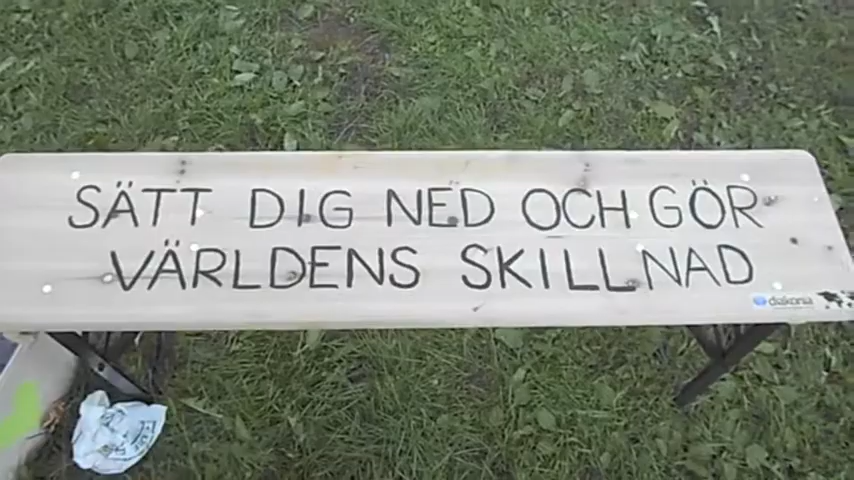 SÄTT DIG NED OCH GÖR
VÄRLDENS SKILLNAD
diakonia